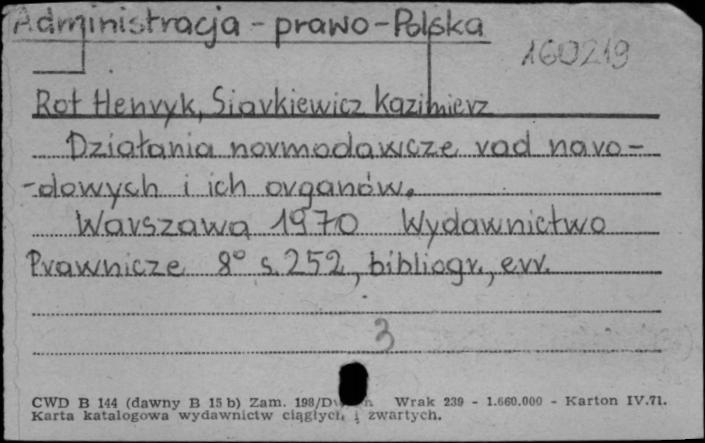 Administracja - prawo - Polska
160219
Rot Henryk, Siarkiewicz Kazimierz
Działania normodawcze rad naro-
-dowych i ich organów.
Warszawa 1970 Wydawnictwo
Prawnicze 8° s. 252, bibliogr., err.
3
CWD B 144 (dawny B 15 b) Zam. 198/ Wrak 239 - 1.660.000 - Karton IV.71.
Karta katalogowa wydawnictw ciągłych i zwartych.